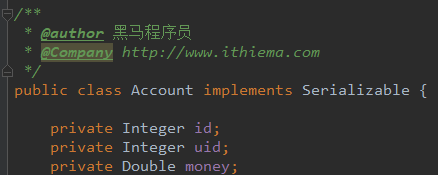 /**
* @author 黑马程序员
* @Company http://www.ithiema.com
*/
public class Account implements Serializable {
private Integer id;
private Integer uid;
private Double money;